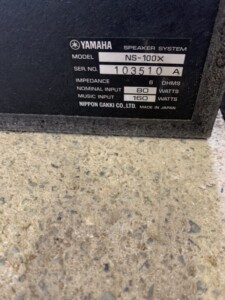 YAMAHA SPEAKER SYSTEM
MODEL NS-100X
SER. NO. 103510 A
IMPEDANCE 6 OHMS
NOMINAL INPUT 80 WATTS
MUSIC INPUT 160 WATTS
NIPPON GAKKI CO., LTD. MADE IN JAPAN